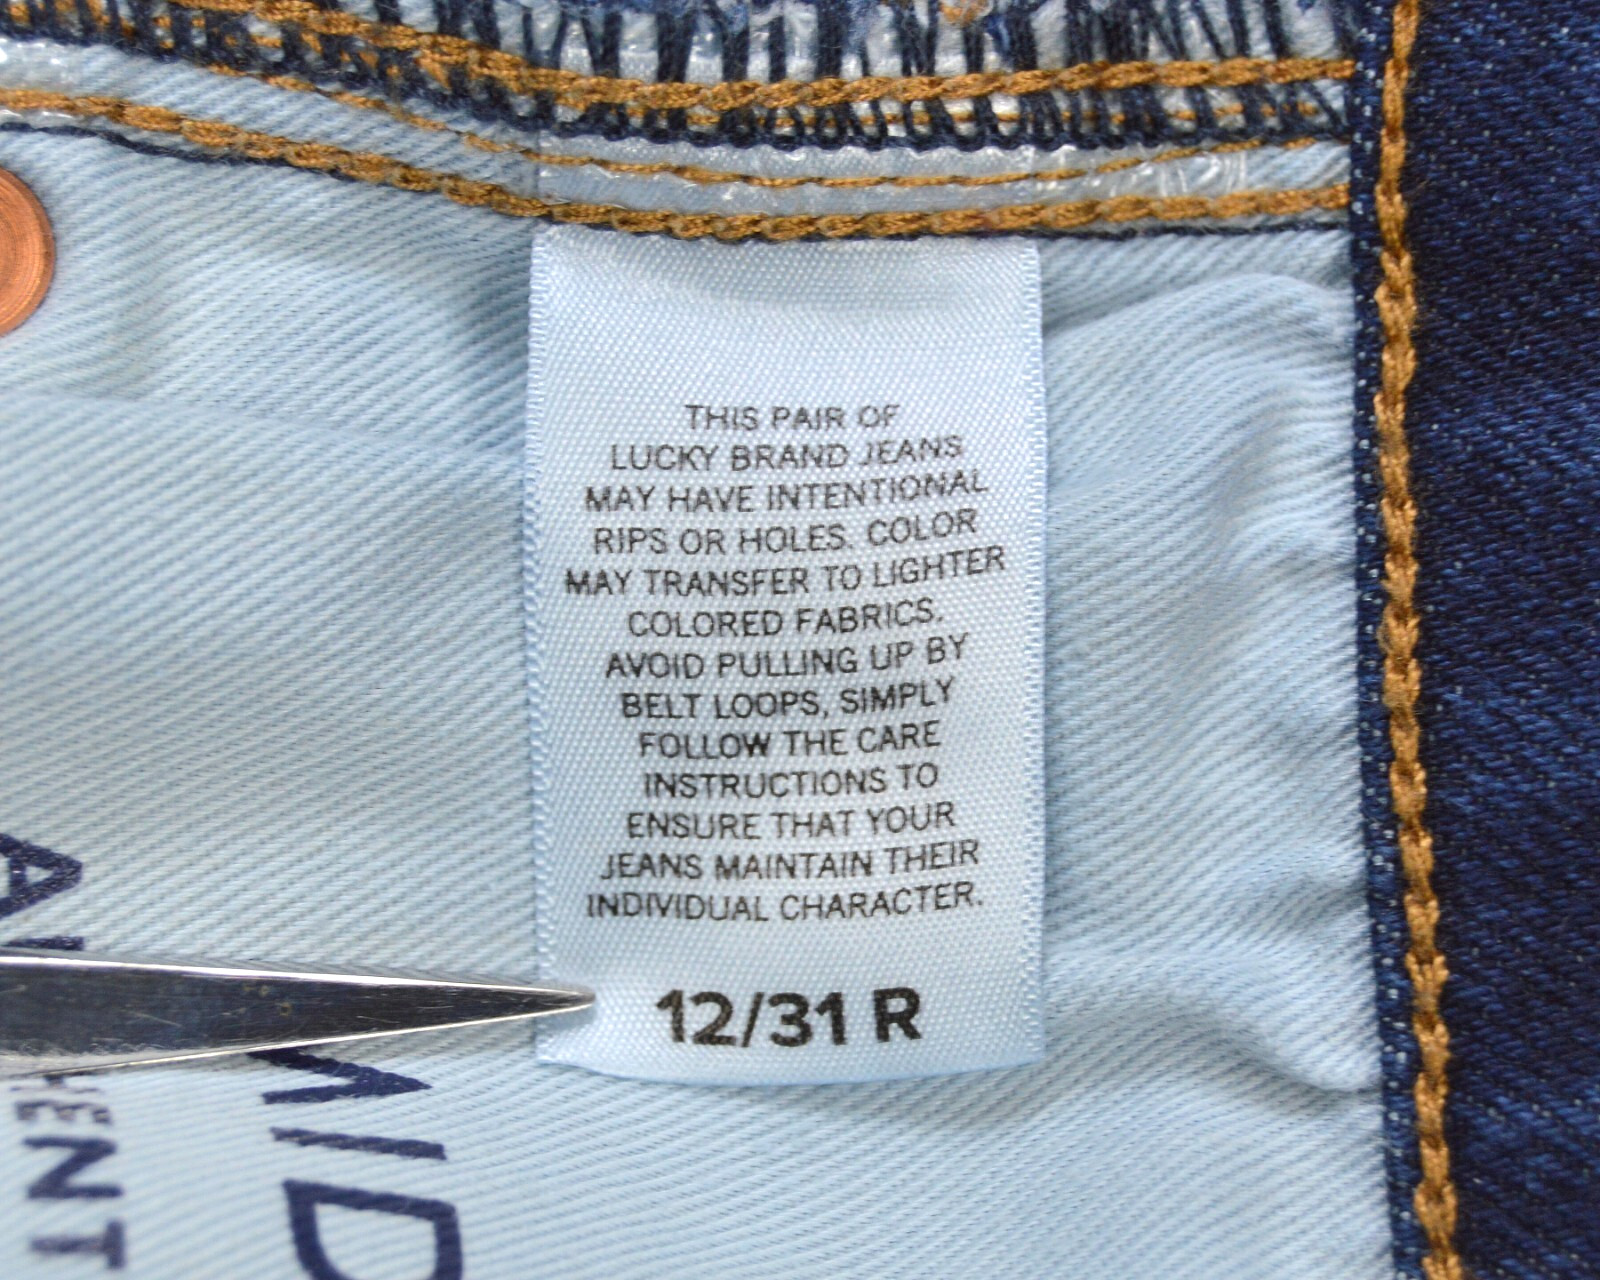 THIS PAIR OF
LUCKY BRAND JEANS
MAY HAVE INTENTIONAL
RIPS OR HOLES. COLOR
MAY TRANSFER TO LIGHTER
COLORED FABRICS.
AVOID PULLING UP BY
BELT LOOPS, SIMPLY
FOLLOW THE CARE
INSTRUCTIONS TO
ENSURE THAT YOUR
JEANS MAINTAIN THEIR
INDIVIDUAL CHARACTER.
12/31 R
MID